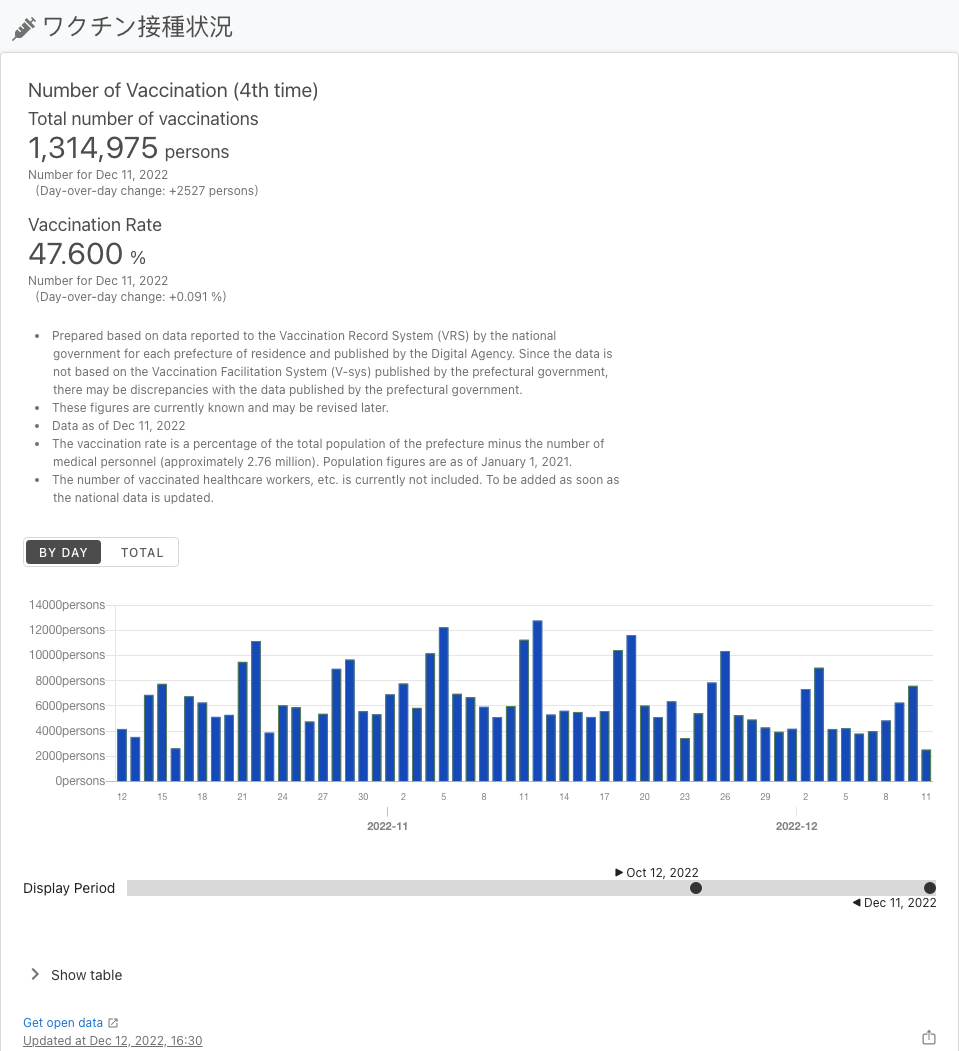 ワクチン接種状況
Number of Vaccination (4th time)
Total number of vaccinations
1,314,975 persons
Number for Dec 11, 2022
(Day-over-day change: +2527 persons)
Vaccination Rate
47.600 %
Number for Dec 11, 2022
(Day-over-day change: +0.091 %)
• Prepared based on data reported to the Vaccination Record System (VRS) by the national
government for each prefecture of residence and published by the Digital Agency. Since the data is
not based on the Vaccination Facilitation System (V-sys) published by the prefectural government,
there may be discrepancies with the data published by the prefectural government.
• These figures are currently known and may be revised later.
• Data as of Dec 11, 2022
• The vaccination rate is a percentage of the total population of the prefecture minus the number of
medical personnel (approximately 2.76 million). Population figures are as of January 1, 2021.
• The number of vaccinated healthcare workers, etc. is currently not included. To be added as soon as
the national data is updated.
BY DAY TOTAL
14000persons
12000persons
10000persons
8000persons
6000persons
4000persons
2000persons
0persons
12 15 18 21 24 27 30 2 5 8 11 14 17 20 23 26 29 2 5 8 11
2022-11 2022-12
Oct 12, 2022
Display Period
Dec 11, 2022
Show table
Get open data
Updated at Dec 12, 2022, 16:30